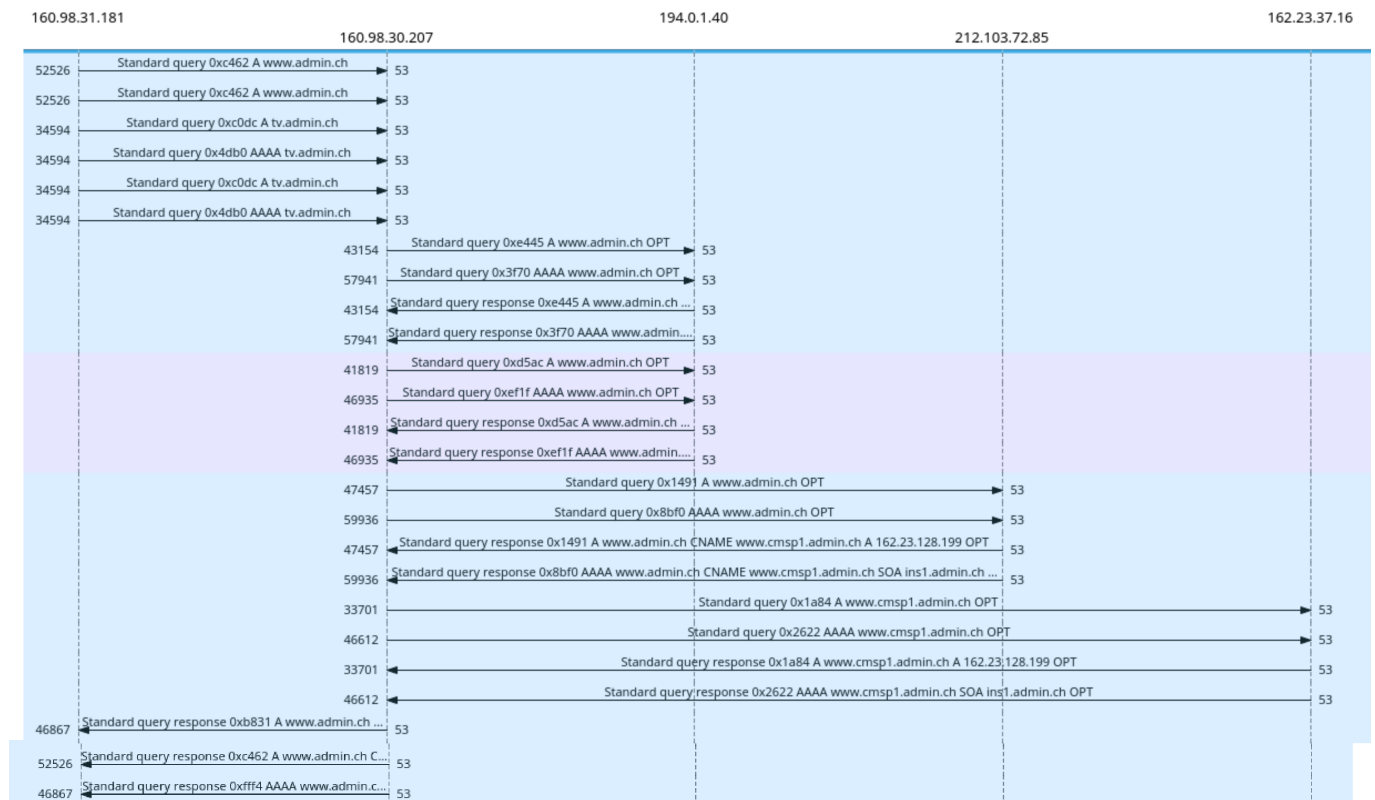 160.98.31.181 194.0.1.40 162.23.37.16
160.98.30.207 212.103.72.85
52526 Standard query 0xc462 A www.admin.ch 53
52526 Standard query 0xc462 A www.admin.ch 53
34594 Standard query 0xc0dc A tv.admin.ch 53
34594 Standard query 0x4db0 AAAA tv.admin.ch 53
34594 Standard query 0xc0dc A tv.admin.ch 53
34594 Standard query 0x4db0 AAAA tv.admin.ch 53
43154 Standard query 0xe445 A www.admin.ch OPT 53
57941 Standard query 0x3f70 AAAA www.admin.ch OPT 53
43154 Standard query response 0xe445 A www.admin.ch ... 53
57941 Standard query response 0x3f70 AAAA www.admin.... 53
41819 Standard query 0xd5ac A www.admin.ch OPT 53
46935 Standard query 0xef1f AAAA www.admin.ch OPT 53
41819 Standard query response 0xd5ac A www.admin.ch ... 53
46935 Standard query response 0xef1f AAAA www.admin.... 53
47457 Standard query 0x1491 A www.admin.ch OPT 53
59936 Standard query 0x8bf0 AAAA www.admin.ch OPT 53
47457 Standard query response 0x1491 A www.admin.ch CNAME www.cmsp1.admin.ch A 162.23.128.199 OPT 53
59936 Standard query response 0x8bf0 AAAA www.admin.ch CNAME www.cmsp1.admin.ch SOA ins1.admin.ch ... 53
33701 Standard query 0x1a84 A www.cmsp1.admin.ch OPT 53
46612 Standard query 0x2622 AAAA www.cmsp1.admin.ch OPT 53
33701 Standard query response 0x1a84 A www.cmsp1.admin.ch A 162.23.128.199 OPT 53
46612 Standard query response 0x2622 AAAA www.cmsp1.admin.ch SOA ins1.admin.ch OPT 53
46867 Standard query response 0xb831 A www.admin.ch ... 53
52526 Standard query response 0xc462 A www.admin.ch C... 53
46867 Standard query response 0xfff4 AAAA www.admin.c... 53